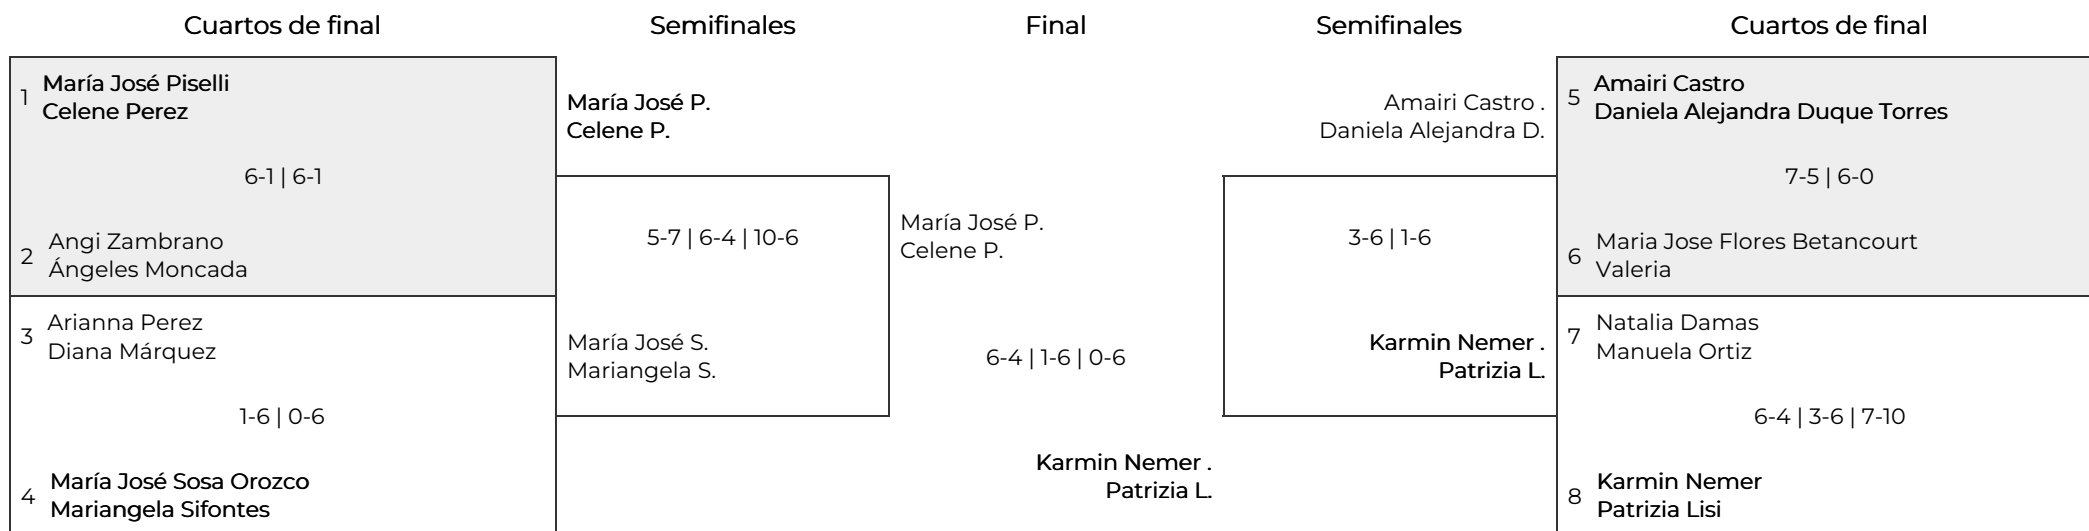 Cuartos de final
Semifinales
Final
Semifinales
Cuartos de final
1
María José Piselli
Celene Perez
6-1 | 6-1
2
Angi Zambrano
Ángeles Moncada
3
Arianna Perez
Diana Márquez
1-6 | 0-6
4
María José Sosa Orozco
Mariangela Sifontes
María José P.
Celene P.
5-7 | 6-4 | 10-6
María José S.
Mariangela S.
María José P.
Celene P.
6-4 | 1-6 | 0-6
Karmin Nemer .
Patrizia L.
Amairi Castro .
Daniela Alejandra D.
3-6 | 1-6
Karmin Nemer .
Patrizia L.
5
Amairi Castro
Daniela Alejandra Duque Torres
7-5 | 6-0
6
Maria Jose Flores Betancourt
Valeria
7
Natalia Damas
Manuela Ortiz
6-4 | 3-6 | 7-10
8
Karmin Nemer
Patrizia Lisi